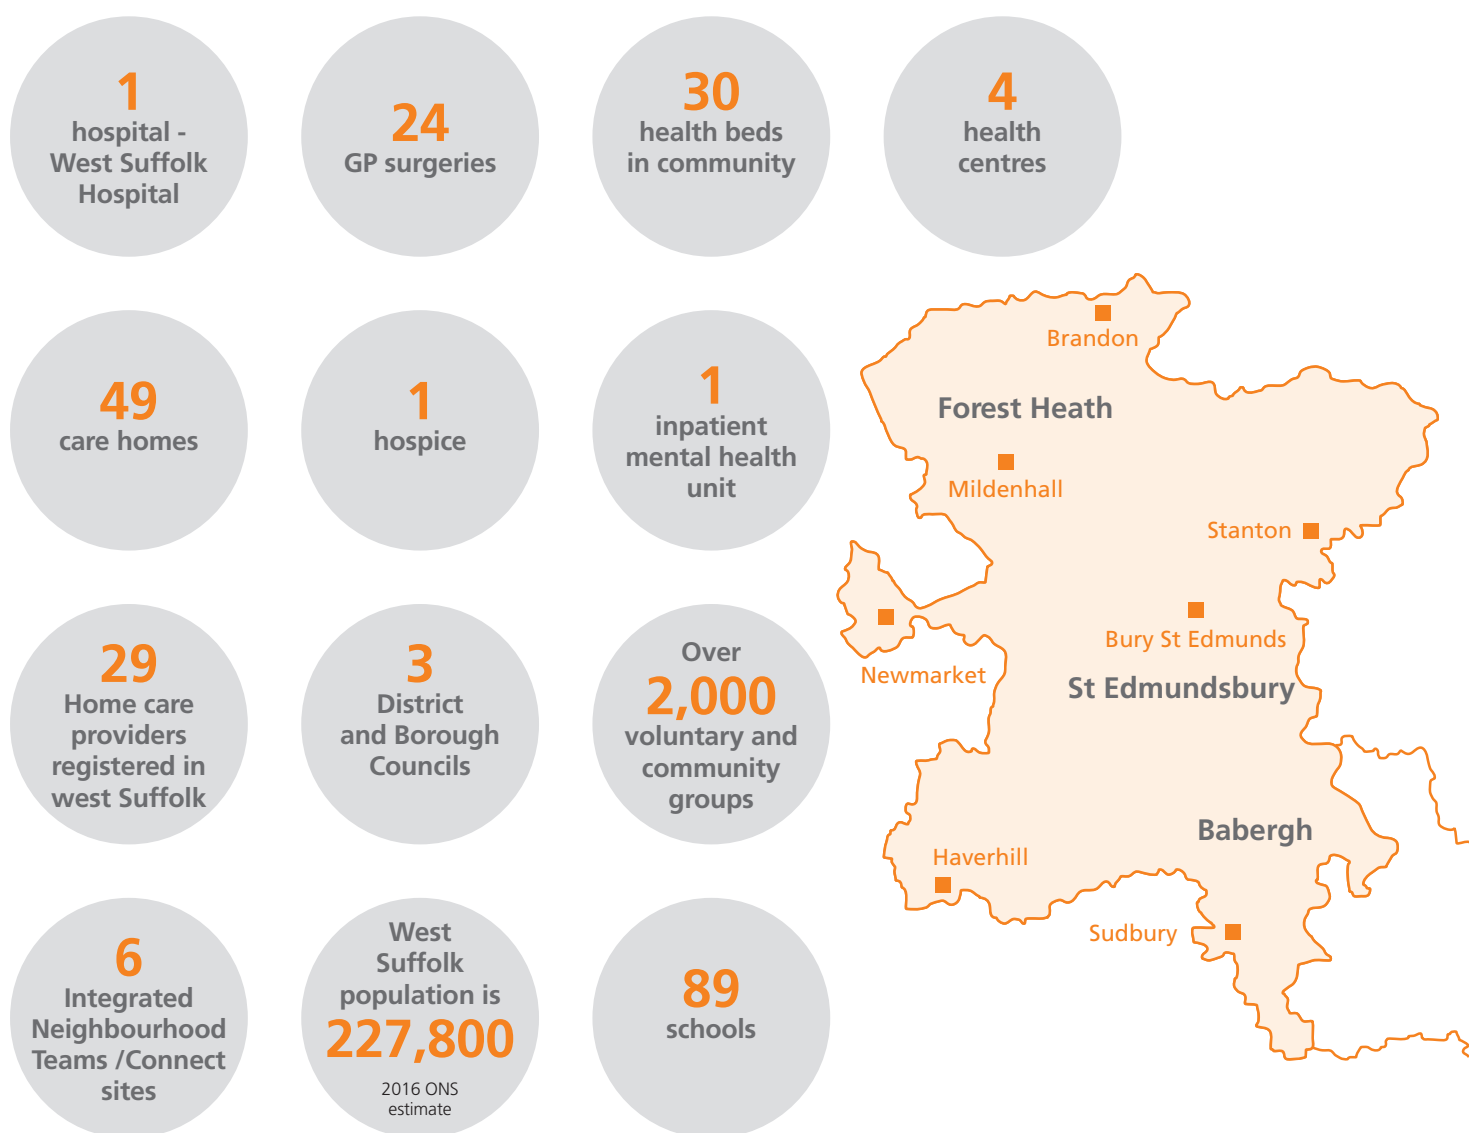 1
hospital -
West Suffolk
Hospital
24
GP surgeries
30
health beds
in community
4
health
centres
49
care homes
1
hospice
1
inpatient
mental health
unit
29
Home care
providers
registered in
west Suffolk
3
District
and Borough
Councils
Over
2,000
voluntary and
community
groups
6
Integrated
Neighbourhood
Teams /Connect
sites
West
Suffolk
population is
227,800
2016 ONS
estimate
89
schools
Brandon
Forest Heath
Mildenhall
Stanton
Bury St Edmunds
Newmarket
St Edmundsbury
Babergh
Haverhill
Sudbury